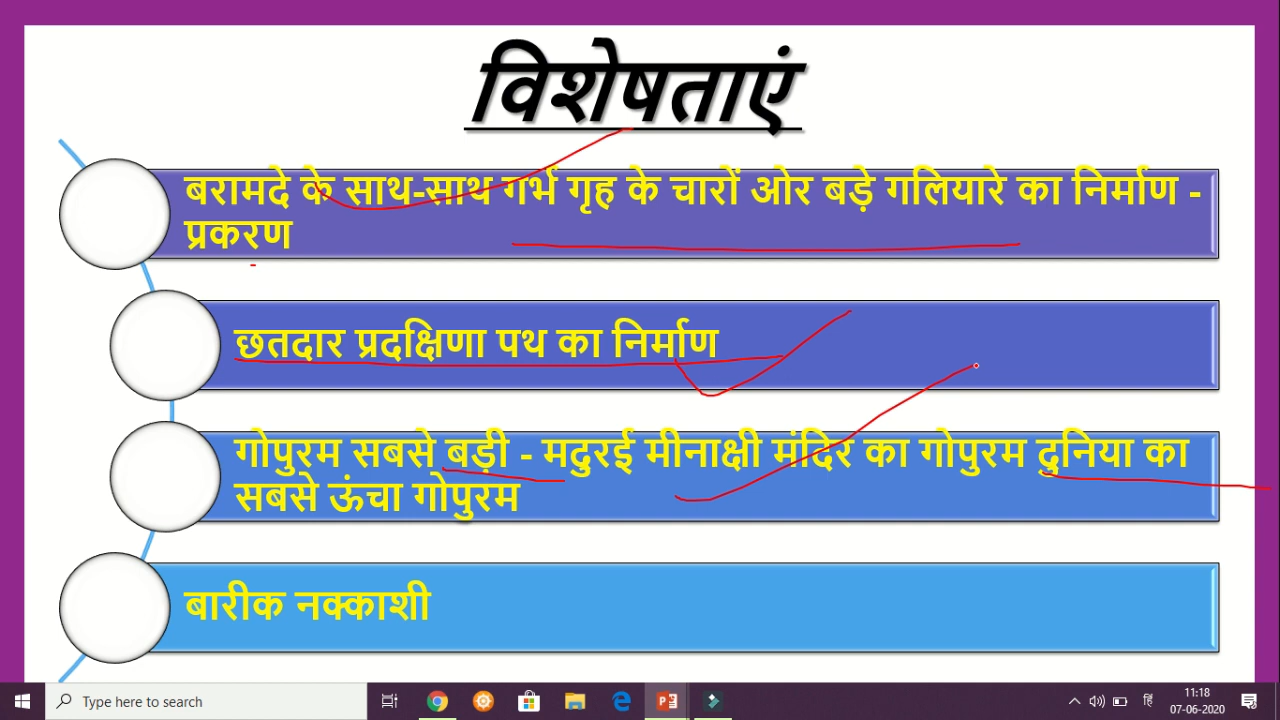 विशेषताएं
बरामदे के साथ-साथ गर्भ गृह के चारों ओर बड़े गलियारे का निर्माण -
प्रकरण
छतदार प्रदक्षिणा पथ का निर्माण
गोपुरम सबसे बड़ी - मदुरई मीनाक्षी मंदिर का गोपुरम दुनिया का
सबसे ऊंचा गोपुरम
बारीक नक्काशी
Type here to search
हिं
11:18
07-06-2020